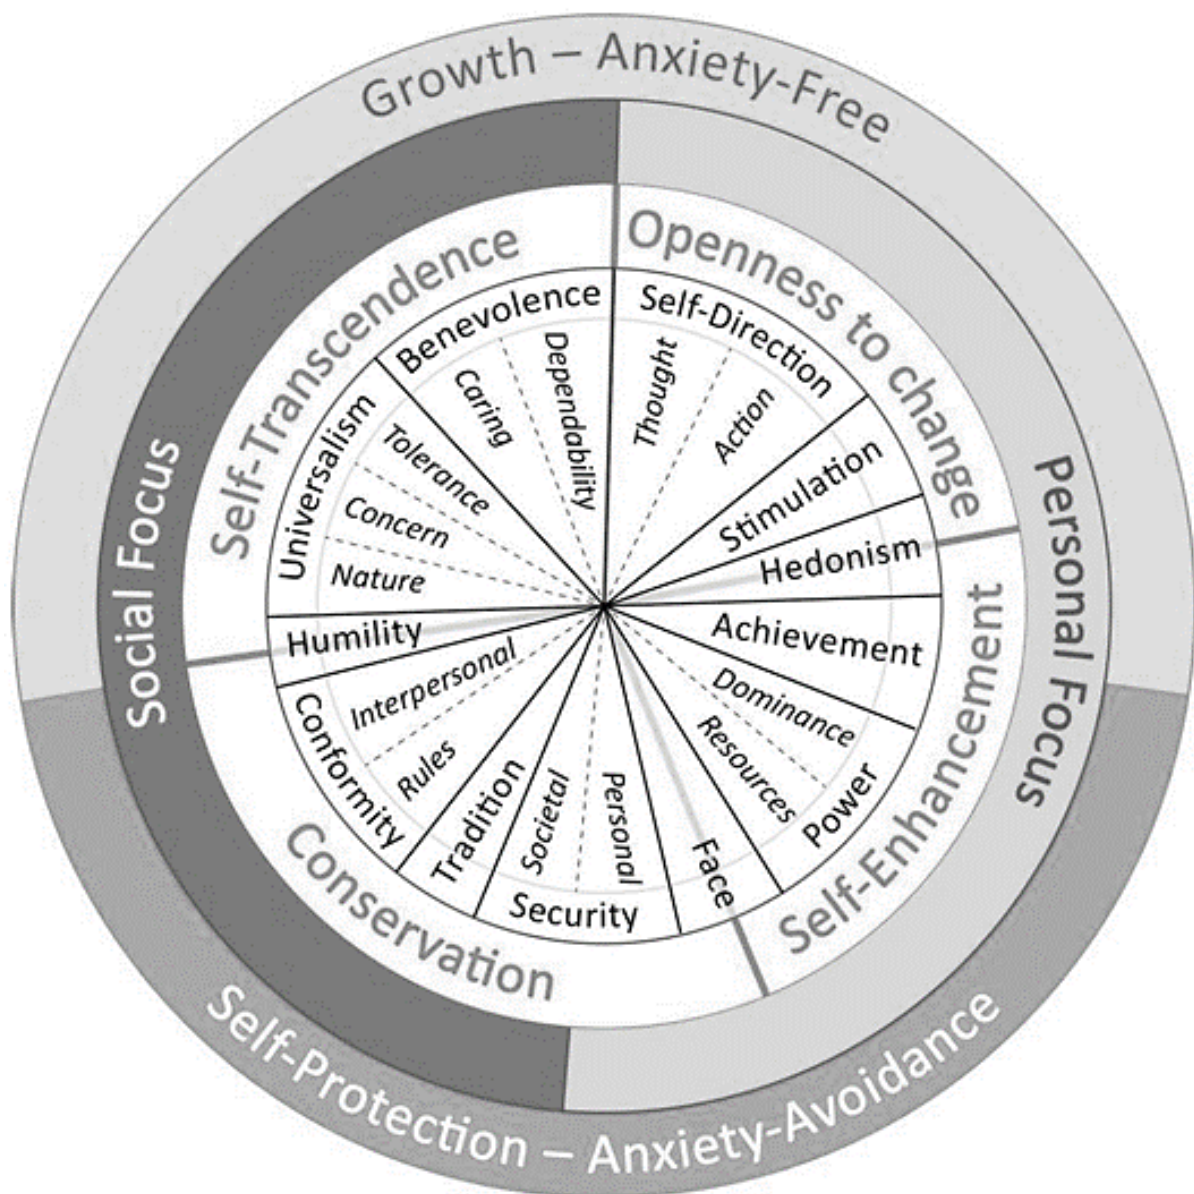 Growth – Anxiety-Free
Social Focus
Personal Focus
Self-Protection – Anxiety-Avoidance
Self-Transcendence
Openness to change
Self-Enhancement
Conservation
Benevolence
Caring
Dependability
Self-Direction
Thought
Action
Stimulation
Hedonism
Achievement
Power
Dominance
Resources
Face
Security
Personal
Societal
Tradition
Conformity
Rules
Interpersonal
Humility
Universalism
Nature
Concern
Tolerance